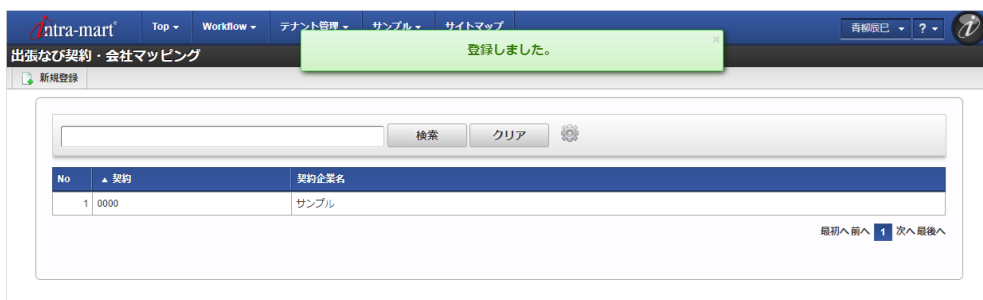 intra-mart® Top Workflow テナント管理 サンプル サイトマップ 青柳辰巳 ?
登録しました。 ×
出張なび契約・会社マッピング
新規登録
検索 クリア
No ▲ 契約 契約企業名
1 0000 サンプル
最初へ 前へ 1 次へ 最後へ